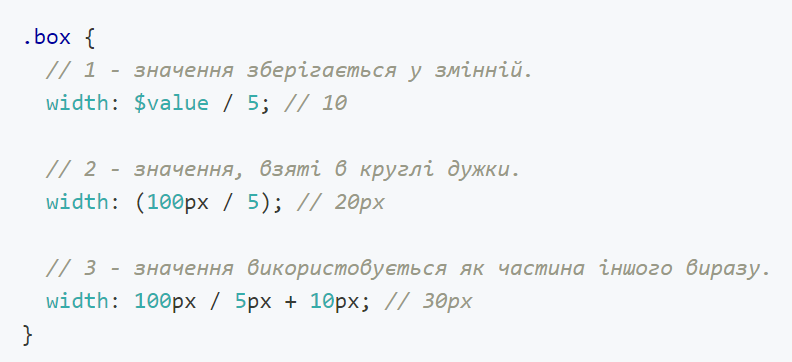 .box {
// 1 - значення зберігається у змінній.
width: $value / 5; // 10
// 2 - значення, взяті в круглі дужки.
width: (100px / 5); // 20px
// 3 - значення використовується як частина іншого виразу.
width: 100px / 5px + 10px; // 30px
}